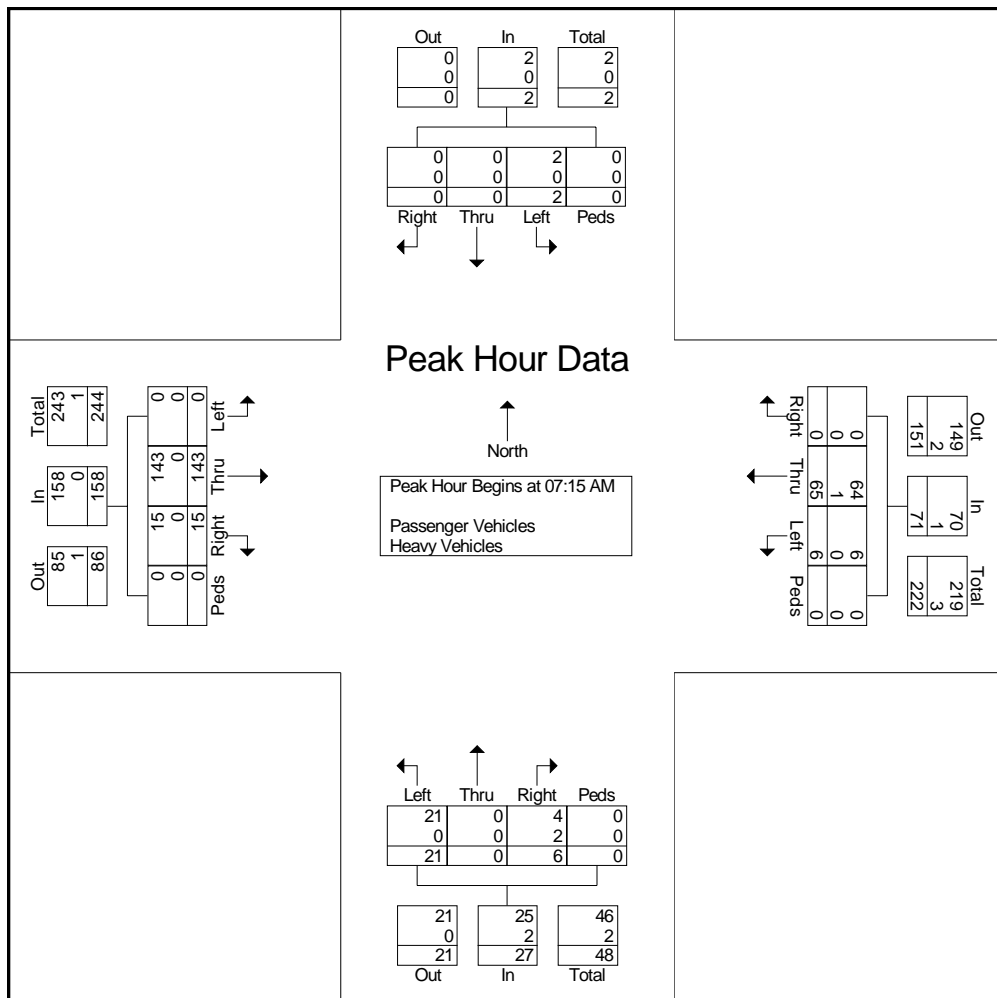 Out In Total
0 2 2
0 0 0
0 2 2
0 0 2 0
0 0 0 0
0 0 2 0
Right Thru Left Peds
Peak Hour Data
North
Peak Hour Begins at 07:15 AM
Passenger Vehicles
Heavy Vehicles
Total
243
1
244
In
158
0
158
Out
85
1
86
0
0
0
Left
143
0
143
Thru
15
0
15
Right
0
0
0
Peds
Right
0
0
0
Thru
65
1
64
Left
6
0
6
Peds
0
0
0
Out
149
2
151
In
70
1
71
Total
219
3
222
Left Thru Right Peds
21 0 4 0
0 0 2 0
21 0 6 0
21 25 46
0 2 2
21 27 48
Out In Total